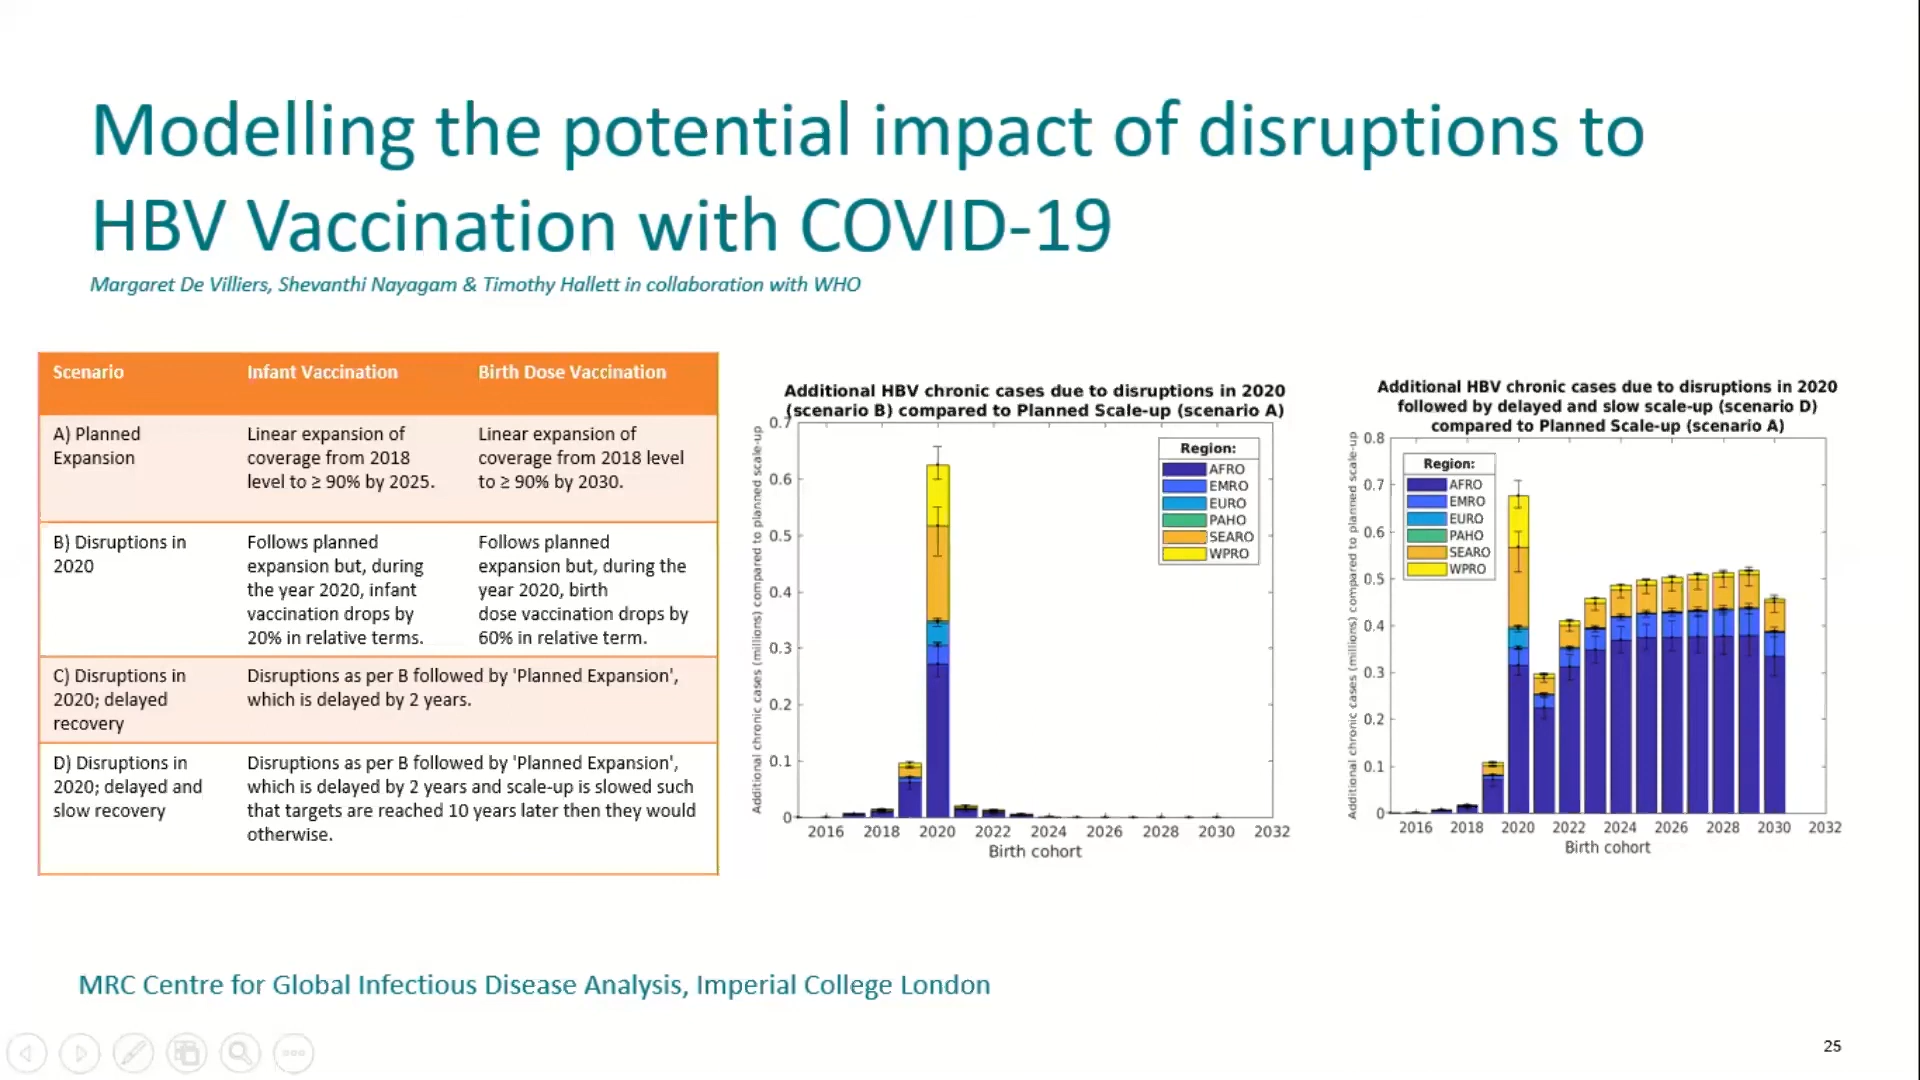 Modelling the potential impact of disruptions to
HBV Vaccination with COVID-19
Margaret De Villiers, Shevanthi Nayagam & Timothy Hallett in collaboration with WHO
Scenario
Infant Vaccination
Birth Dose Vaccination
A) Planned
Expansion
Linear expansion of
coverage from 2018
level to ≥ 90% by 2025.
Linear expansion of
coverage from 2018 level
to ≥ 90% by 2030.
B) Disruptions in
2020
Follows planned
expansion but, during
the year 2020, infant
vaccination drops by
20% in relative terms.
Follows planned
expansion but, during the
year 2020, birth
dose vaccination drops by
60% in relative term.
C) Disruptions in
2020; delayed
recovery
Disruptions as per B followed by 'Planned Expansion',
which is delayed by 2 years.
D) Disruptions in
2020; delayed and
slow recovery
Disruptions as per B followed by 'Planned Expansion',
which is delayed by 2 years and scale-up is slowed such
that targets are reached 10 years later then they would
otherwise.
Additional HBV chronic cases due to disruptions in 2020
(scenario B) compared to Planned Scale-up (scenario A)
Additional chronic cases (millions) compared to planned scale-up
0.7
0.6
0.5
0.4
0.3
0.2
0.1
0
Region:
AFRO
EMRO
EURO
PAHO
SEARO
WPRO
2016 2018 2020 2022 2024 2026 2028 2030 2032
Birth cohort
Additional HBV chronic cases due to disruptions in 2020
followed by delayed and slow scale-up (scenario D)
compared to Planned Scale-up (scenario A)
Additional chronic cases (millions) compared to planned scale-up
0.8
0.7
0.6
0.5
0.4
0.3
0.2
0.1
0
Region:
AFRO
EMRO
EURO
PAHO
SEARO
WPRO
2016 2018 2020 2022 2024 2026 2028 2030 2032
Birth cohort
MRC Centre for Global Infectious Disease Analysis, Imperial College London
25